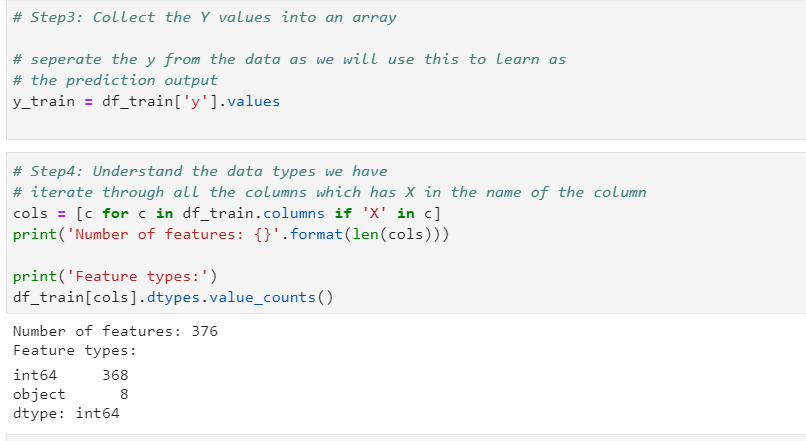 # Step3: Collect the Y values into an array
# seperate the y from the data as we will use this to learn as
# the prediction output
y_train = df_train['y'].values
# Step4: Understand the data types we have
# iterate through all the columns which has X in the name of the column
cols = [c for c in df_train.columns if 'X' in c]
print('Number of features: {}'.format(len(cols)))
print('Feature types:')
df_train[cols].dtypes.value_counts()
Number of features: 376
Feature types:
int64     368
object      8
dtype: int64